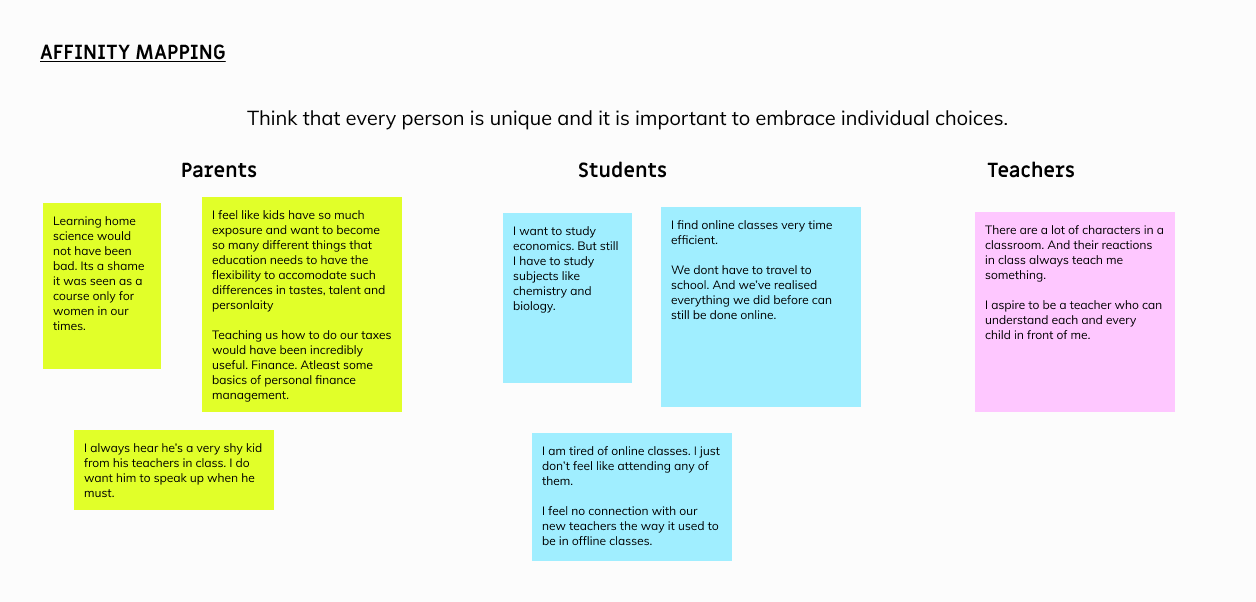 AFFINITY MAPPING
Think that every person is unique and it is important to embrace individual choices.
Parents
Learning home
science would
not have been
bad. Its a shame
it was seen as a
course only for
women in our
times.
I feel like kids have so much
exposure and want to become
so many different things that
education needs to have the
flexibility to accomodate such
differences in tastes, talent and
personlaity
Teaching us how to do our taxes
would have been incredibly
useful. Finance. Atleast some
basics of personal finance
management.
I always hear he's a very shy kid
from his teachers in class. I do
want him to speak up when he
must.
Students
I want to study
economics. But still
I have to study
subjects like
chemistry and
biology.
I find online classes very time
efficient.
We dont have to travel to
school. And we've realised
everything we did before can
still be done online.
I am tired of online classes. I just
don't feel like attending any of
them.
I feel no connection with our
new teachers the way it used to
be in offline classes.
Teachers
There are a lot of characters in a
classroom. And their reactions
in class always teach me
something.
I aspire to be a teacher who can
understand each and every
child in front of me.